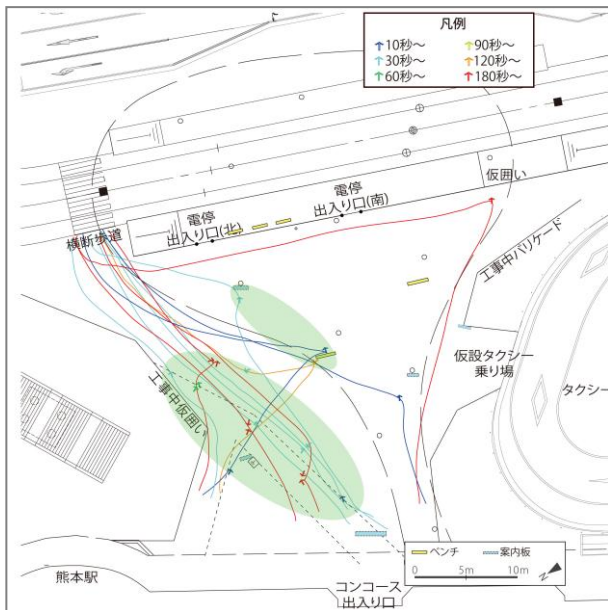 凡例
10秒～
90秒～
30秒～
120秒～
60秒～
180秒～
仮囲い
電停
出入り口(南)
電停
出入り口(北)
横断歩道
工事中バリケード
仮設タクシー
乗り場
タクシー
工事中仮囲い
ベンチ
案内板
0
5m
10m
N
熊本駅
コンコース
出入り口